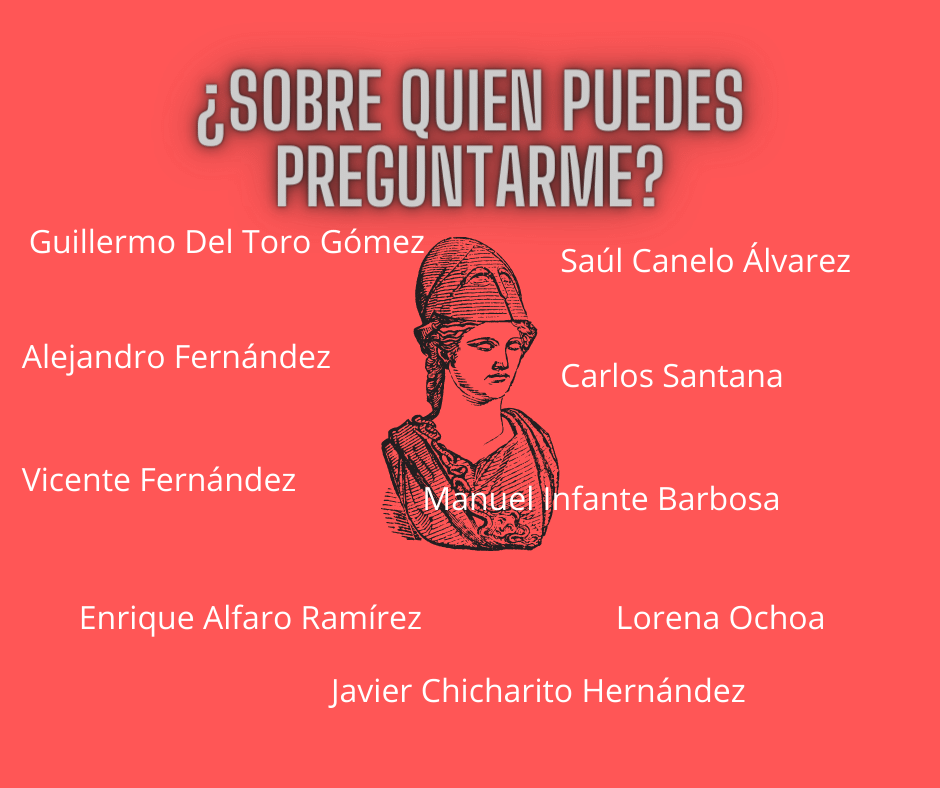 ¿SOBRE QUIEN PUEDES
PREGUNTARME?
Guillermo Del Toro Gómez
Saúl Canelo Álvarez
Alejandro Fernández
Carlos Santana
Vicente Fernández
Manuel Infante Barbosa
Enrique Alfaro Ramírez
Lorena Ochoa
Javier Chicharito Hernández